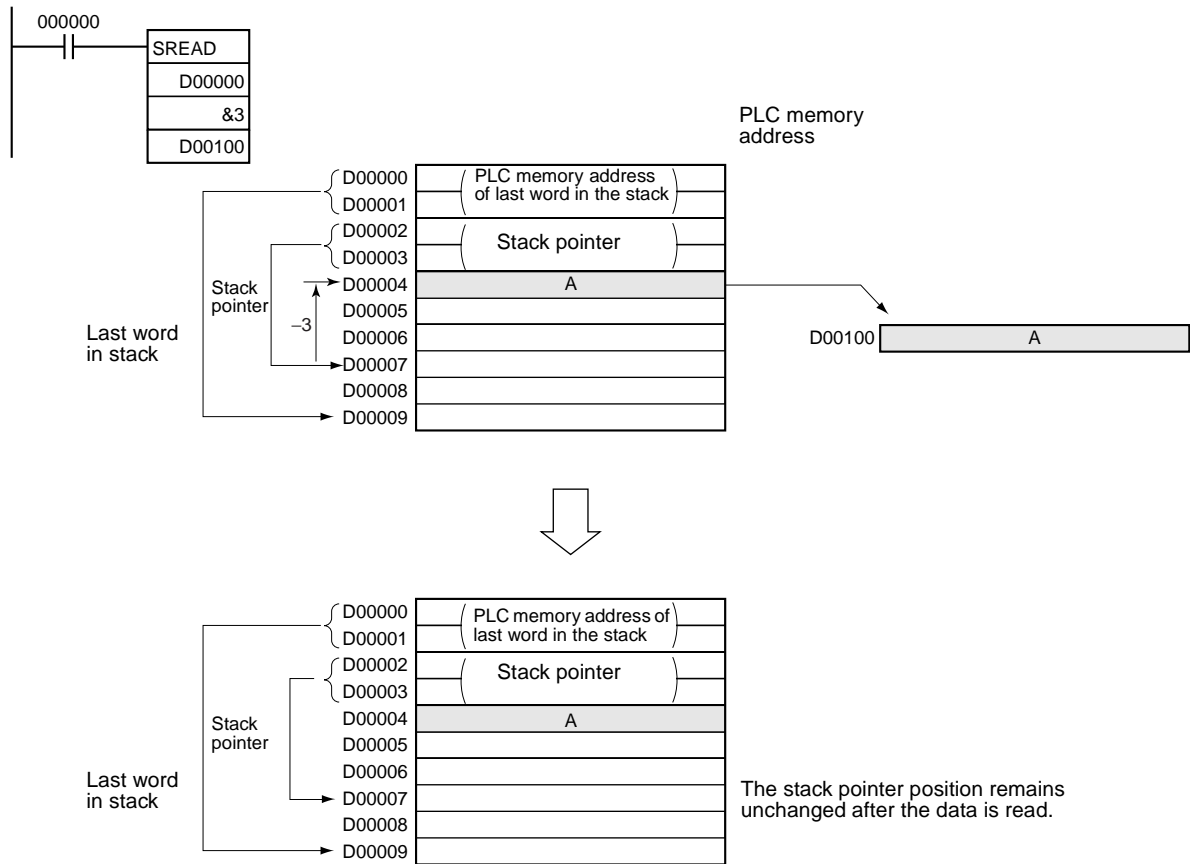 000000
SREAD
D00000
&3
D00100
PLC memory
address
D00000
D00001
D00002
D00003
D00004
D00005
D00006
D00007
D00008
D00009
PLC memory address
of last word in the stack
Stack pointer
A
Stack
pointer
–3
Last word
in stack
D00100
A
D00000
D00001
D00002
D00003
D00004
D00005
D00006
D00007
D00008
D00009
PLC memory address of
last word in the stack
Stack pointer
A
Stack
pointer
Last word
in stack
The stack pointer position remains
unchanged after the data is read.